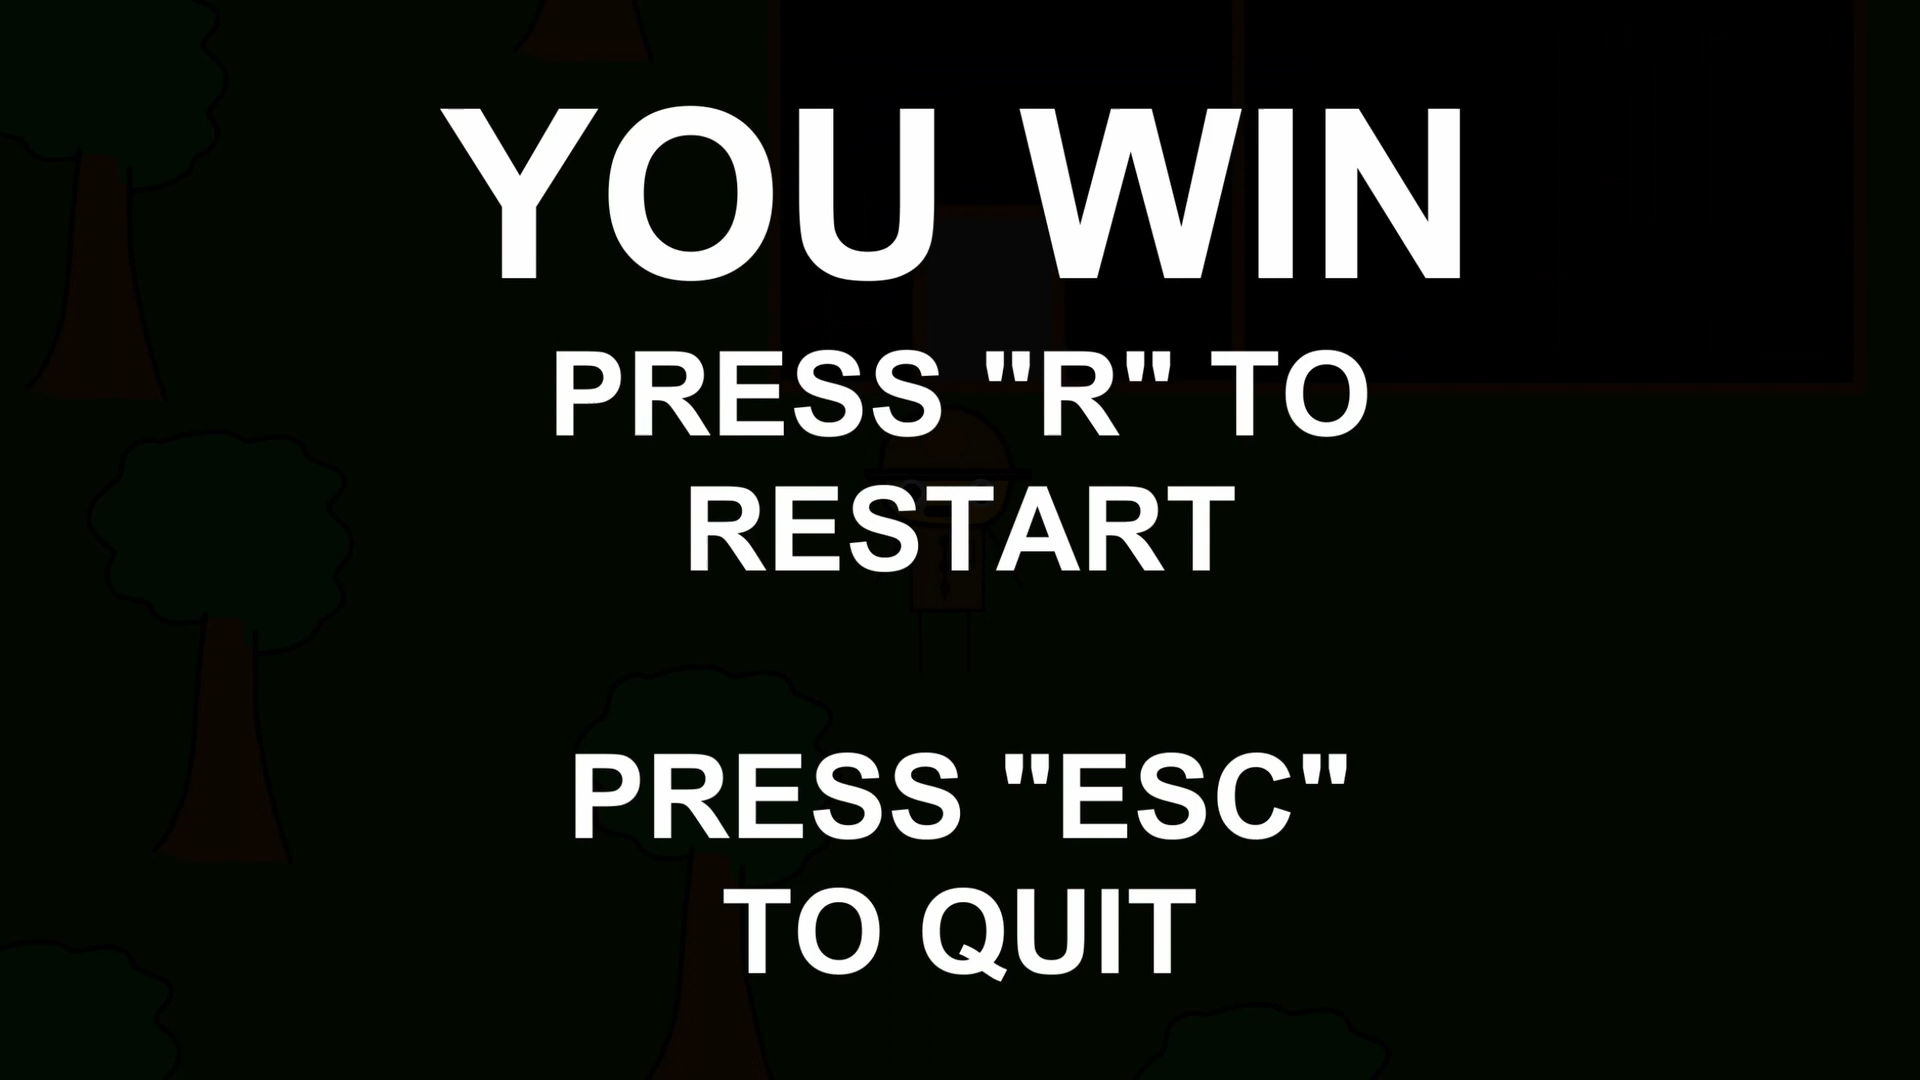 YOU WIN
PRESS "R" TO
RESTART
PRESS "ESC"
TO QUIT